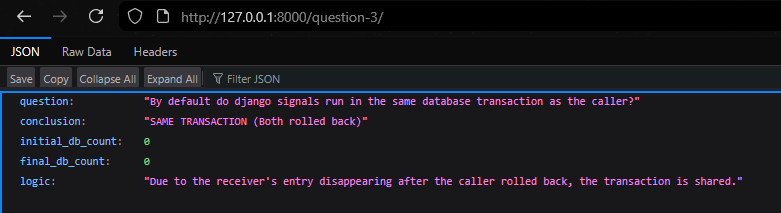 http://127.0.0.1:8000/question-3/
JSON Raw Data Headers
Save Copy Collapse All Expand All Filter JSON
question: "By default do django signals run in the same database transaction as the caller?"
conclusion: "SAME TRANSACTION (Both rolled back)"
initial_db_count: 0
final_db_count: 0
logic: "Due to the receiver's entry disappearing after the caller rolled back, the transaction is shared."